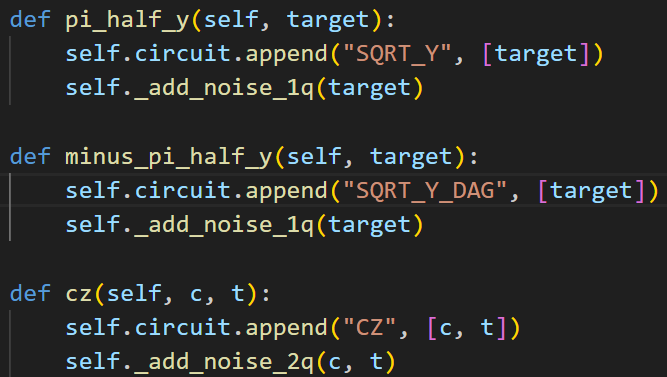 def pi_half_y(self, target):
    self.circuit.append("SQRT_Y", [target])
    self._add_noise_1q(target)

def minus_pi_half_y(self, target):
    self.circuit.append("SQRT_Y_DAG", [target])
    self._add_noise_1q(target)

def cz(self, c, t):
    self.circuit.append("CZ", [c, t])
    self._add_noise_2q(c, t)